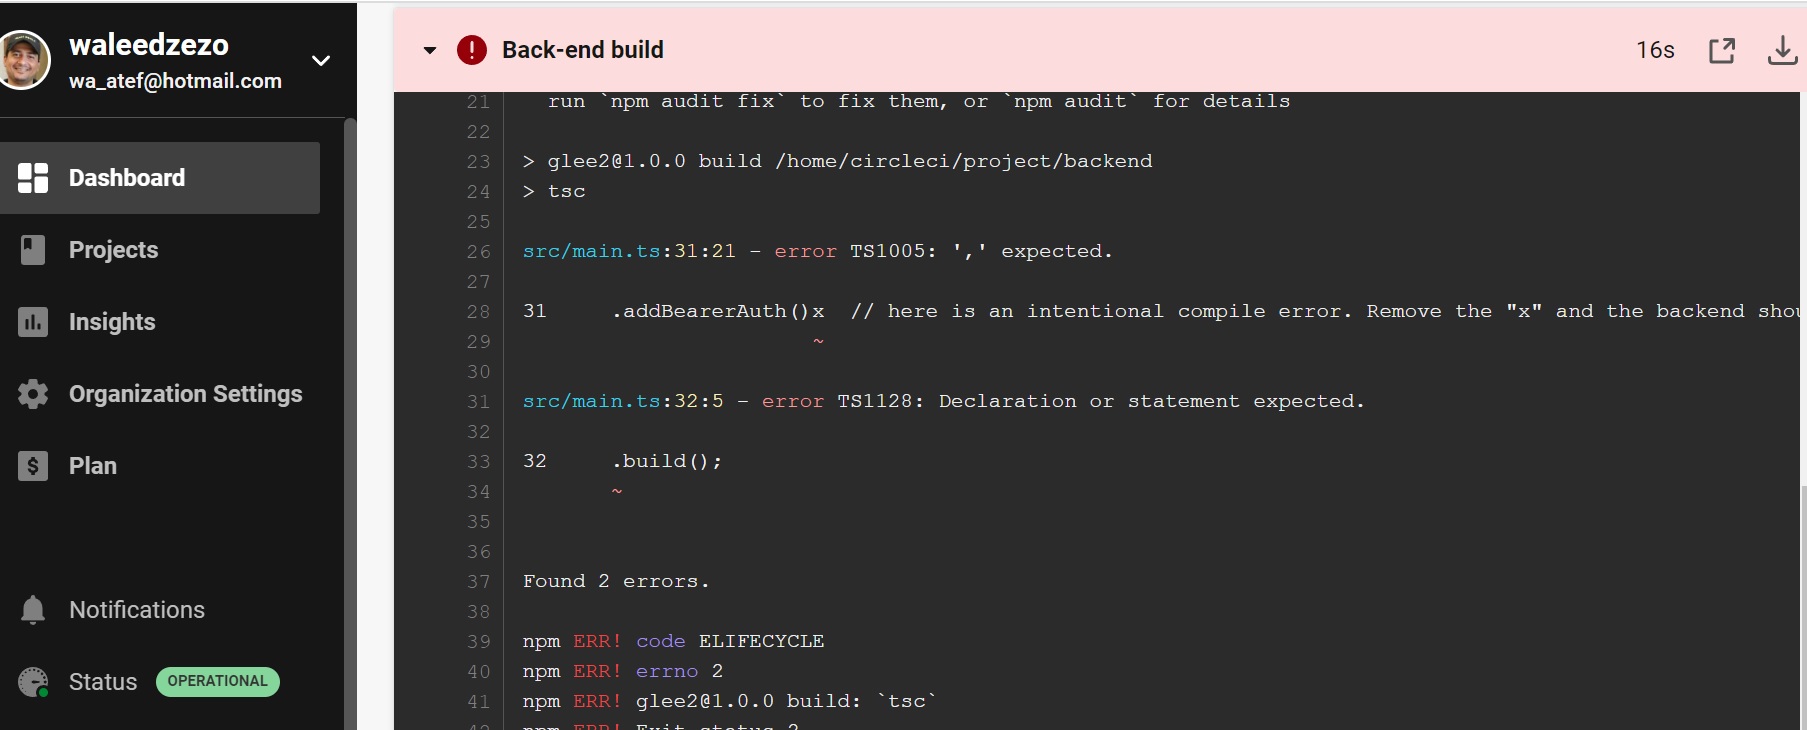 waleedzezo
wa_atef@hotmail.com
Dashboard
Projects
Insights
Organization Settings
Plan
Notifications
Status OPERATIONAL
Back-end build 16s
21 run `npm audit fix` to fix them, or `npm audit` for details
22
23 > glee2@1.0.0 build /home/circleci/project/backend
24 > tsc
25
26 src/main.ts:31:21 - error TS1005: ',' expected.
27
28 31     .addBearerAuth()x  // here is an intentional compile error. Remove the "x" and the backend shou
29 ~
30
31 src/main.ts:32:5 - error TS1128: Declaration or statement expected.
32
33 32     .build();
34 ~
35
36
37 Found 2 errors.
38
39 npm ERR! code ELIFECYCLE
40 npm ERR! errno 2
41 npm ERR! glee2@1.0.0 build: `tsc`
42 npm ERR! Exit status 2